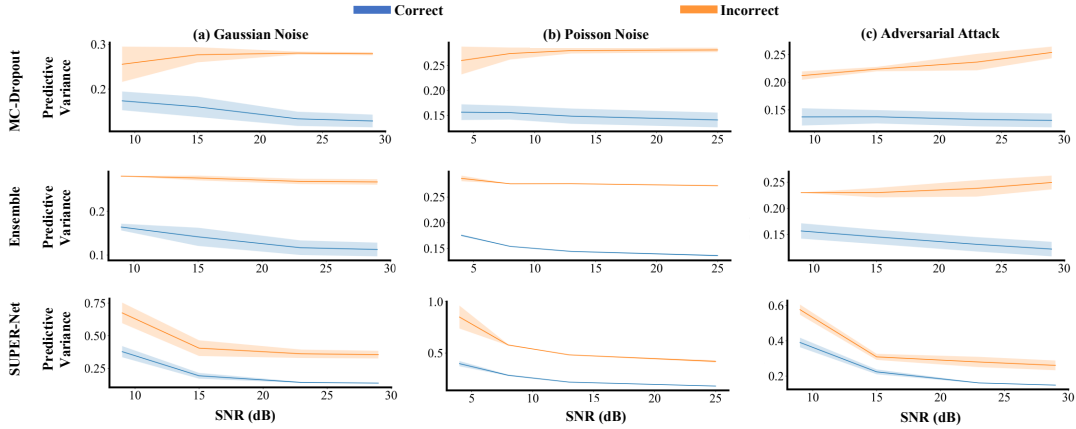 Correct Incorrect
(a) Gaussian Noise (b) Poisson Noise (c) Adversarial Attack
MC-Dropout
Predictive
Variance
0.3
0.2
10 15 20 25 30
0.25
0.20
0.15
5 10 15 20 25
0.25
0.20
0.15
10 15 20 25 30
Ensemble
Predictive
Variance
0.2
0.1
10 15 20 25 30
0.25
0.20
0.15
5 10 15 20 25
0.25
0.20
0.15
10 15 20 25 30
SUPER-Net
Predictive
Variance
0.75
0.50
0.25
10 15 20 25 30
SNR (dB)
1.0
0.5
5 10 15 20 25
SNR (dB)
0.6
0.4
0.2
10 15 20 25 30
SNR (dB)